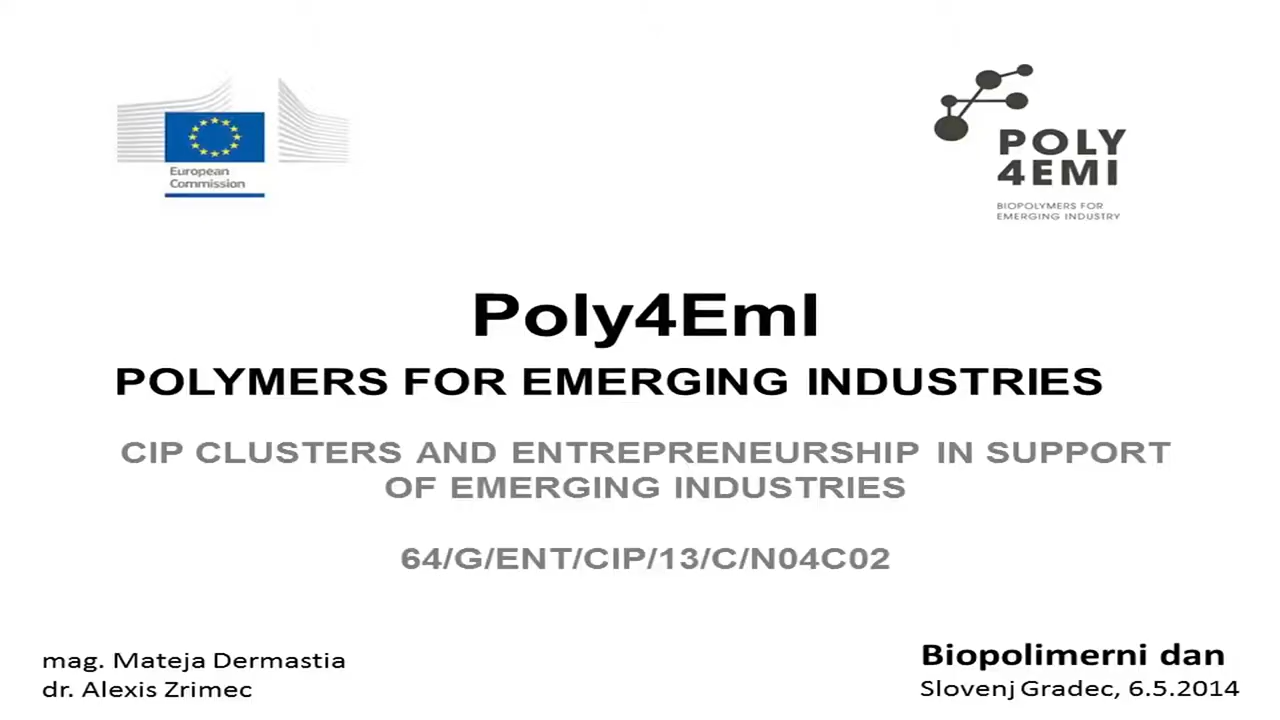 European
Commission
POLY
4EMI
BIOPOLYMERS FOR
EMERGING INDUSTRY
Poly4EmI
POLYMERS FOR EMERGING INDUSTRIES
CIP CLUSTERS AND ENTREPRENEURSHIP IN SUPPORT
OF EMERGING INDUSTRIES
64/G/ENT/CIP/13/C/N04C02
mag. Mateja Dermastia
dr. Alexis Zrimec
Biopolimerni dan
Slovenj Gradec, 6.5.2014